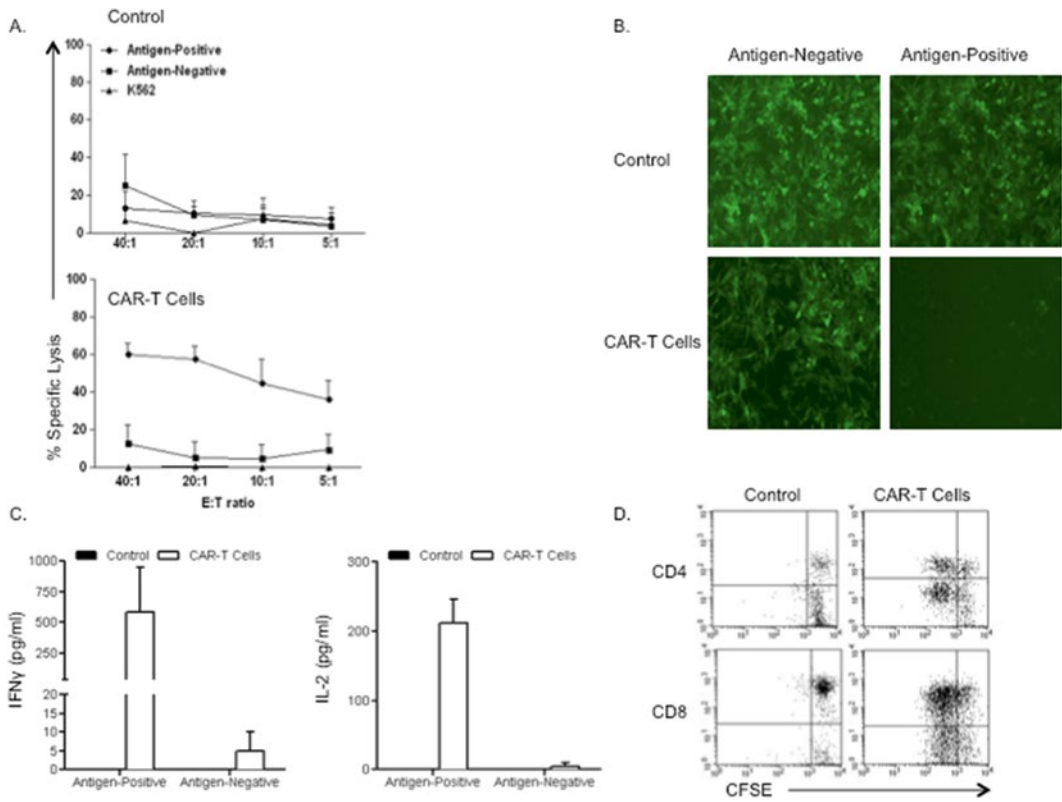 A.
Control
100
80
60
40
20
0
Antigen-Positive
Antigen-Negative
K562
40:1 20:1 10:1 5:1
CAR-T Cells
100
80
60
40
20
0
40:1 20:1 10:1 5:1
% Specific Lysis
E:T ratio
B.
Antigen-Negative Antigen-Positive
Control
CAR-T Cells
C.
Control CAR-T Cells
1000
750
500
250
20
15
10
5
0
IFNγ (pg/ml)
Antigen-Positive Antigen-Negative
Control CAR-T Cells
300
200
100
0
IL-2 (pg/ml)
Antigen-Positive Antigen-Negative
D.
Control CAR-T Cells
CD4
CD8
CFSE